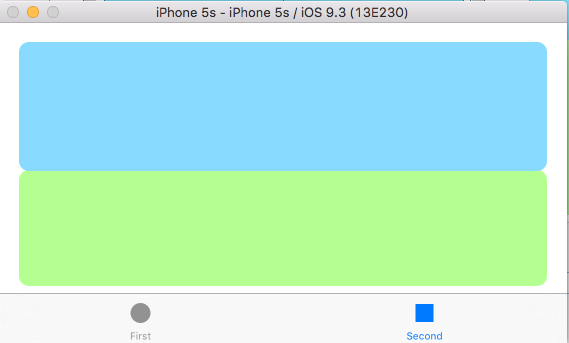 iPhone 5s - iPhone 5s / iOS 9.3 (13E230)
First
Second